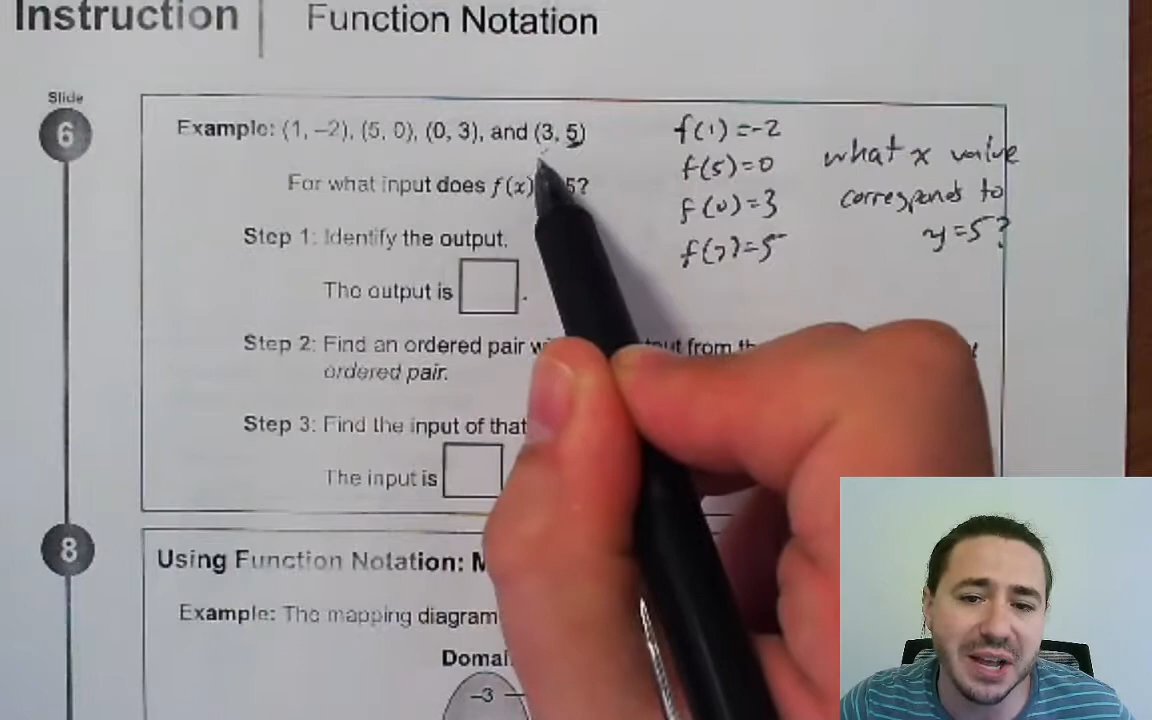 Instruction | Function Notation
Slide
6
Example: (1, –2), (5, 0), (0, 3), and (3, 5)
For what input does f(x) 5?
Step 1: Identify the output.
The output is .
Step 2: Find an ordered pair from
ordered pair.
Step 3: Find the input of that
The input is
f(1) = -2
f(5) = 0
f(0) = 3
f(?) = 5
what x value
corresponds to
y = 5?
8
Using Function Notation:
Example: The mapping diagram
Domai
–3